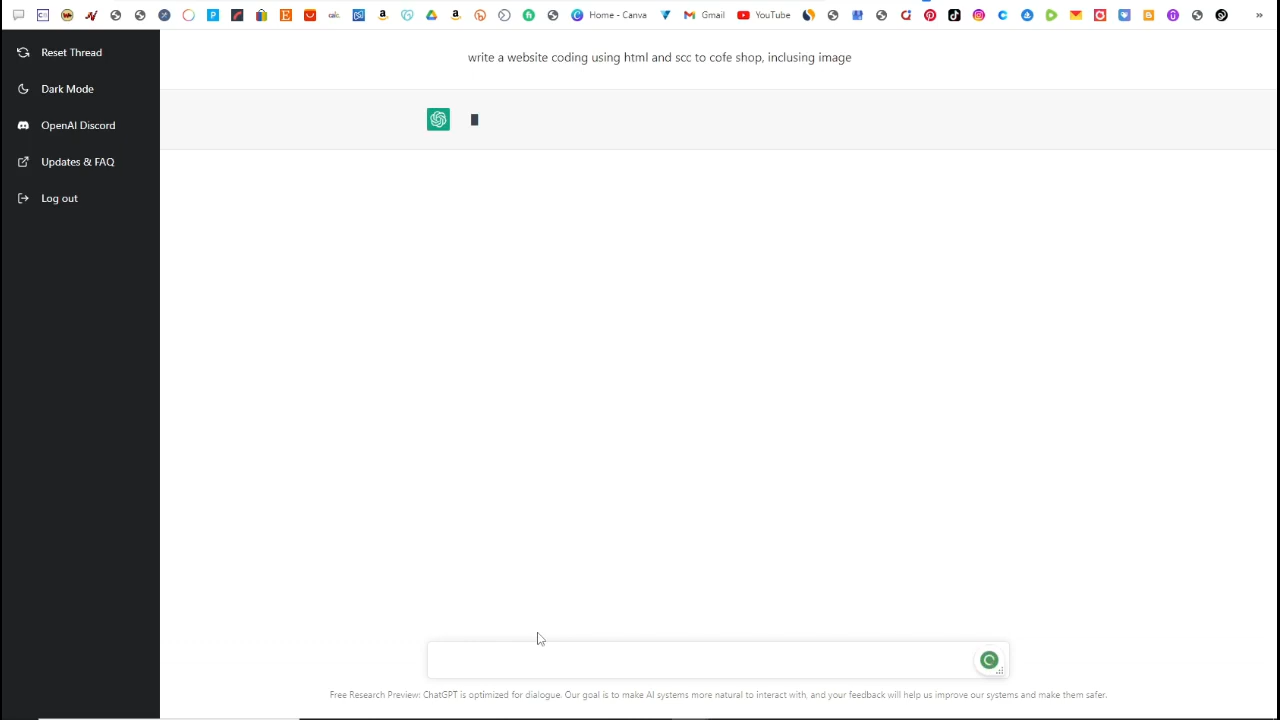 calc.
Home - Canva
Gmail
YouTube
»
Reset Thread
Dark Mode
OpenAI Discord
Updates & FAQ
Log out
write a website coding using html and scc to cofe shop, inclusing image
Free Research Preview: ChatGPT is optimized for dialogue. Our goal is to make AI systems more natural to interact with, and your feedback will help us improve our systems and make them safer.